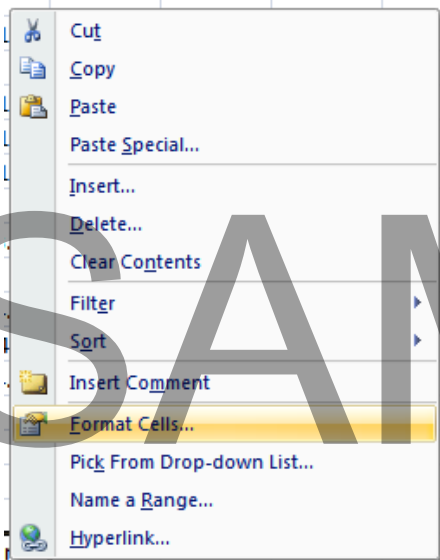 Cut
Copy
Paste
Paste Special...
Insert...
Delete...
Clear Contents
Filter
Sort
Insert Comment
Format Cells...
Pick From Drop-down List...
Name a Range...
Hyperlink...
SAM